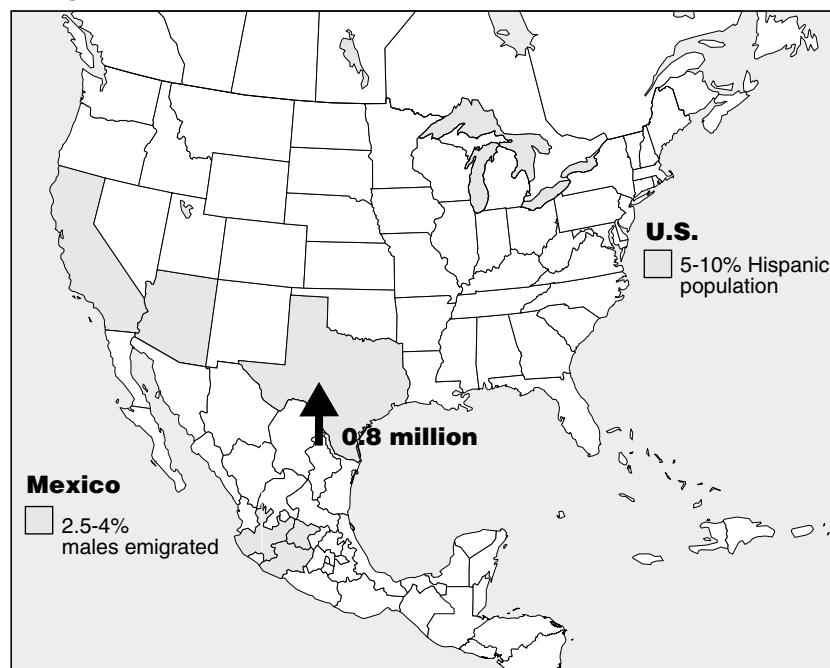 U.S.
5-10% Hispanic
population
0.8 million
Mexico
2.5-4%
males emigrated